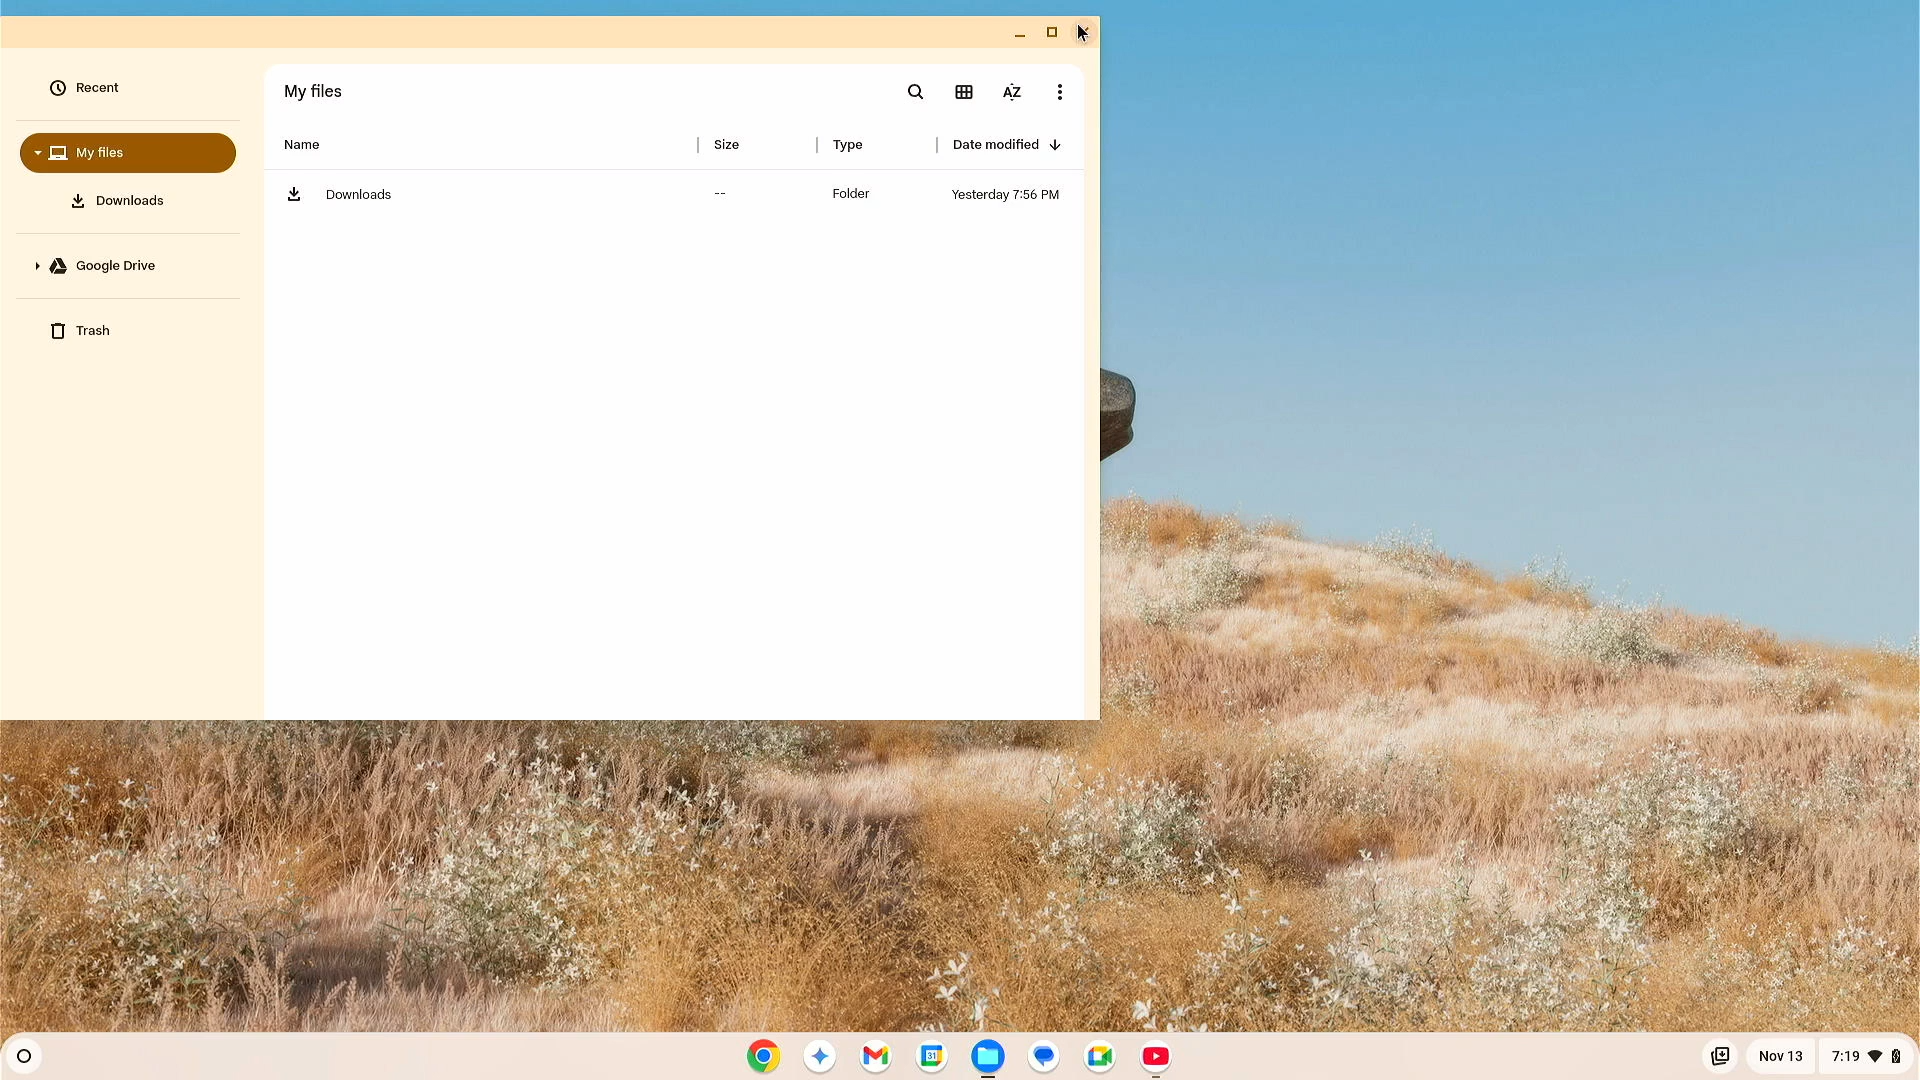 Recent
My files
Downloads
Google Drive
Trash
My files
AZ
Name
Size
Type
Date modified
Downloads
--
Folder
Yesterday 7:56 PM
31
Nov 13
7:19